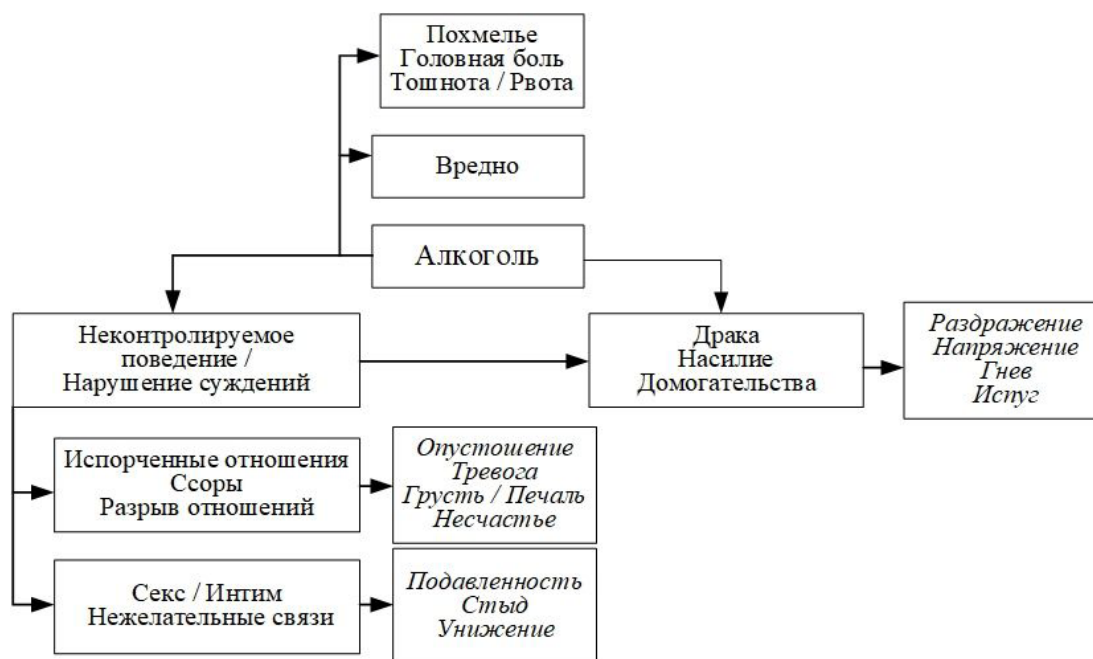 Похмелье
Головная боль
Тошнота / Рвота
Вредно
Алкоголь
Неконтролируемое
поведение /
Нарушение суждений
Драка
Насилие
Домогательства
Раздражение
Напряжение
Гнев
Испуг
Испорченные отношения
Ссоры
Разрыв отношений
Опустошение
Тревога
Грусть / Печаль
Несчастье
Секс / Интим
Нежелательные связи
Подавленность
Стыд
Унижение